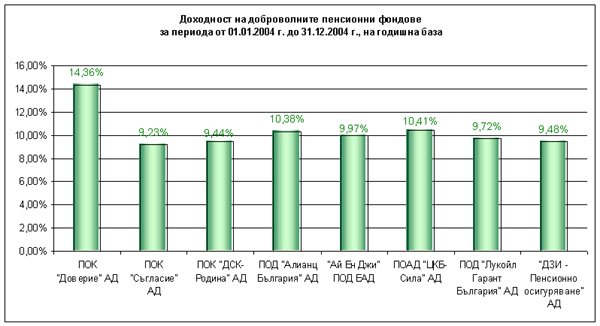 Доходност на доброволните пенсионни фондове
за периода от 01.01.2004 г. до 31.12.2004 г., на годишна база
16,00%
14,00%
12,00%
10,00%
8,00%
6,00%
4,00%
2,00%
0,00%
14,36%
9,23%
9,44%
10,38%
9,97%
10,41%
9,72%
9,48%
ПОК
"Доверие" АД
ПОК
"Съгласие"
АД
ПОК "ДСК-
Родина" АД
ПОД "Алианц
България" АД
"Ай Ен Джи"
ПОД ЕАД
ПОАД "ЦКБ-
Сила" АД
ПОД "Лукойл
Гарант
България" АД
"ДЗИ -
Пенсионно
осигуряване"
АД